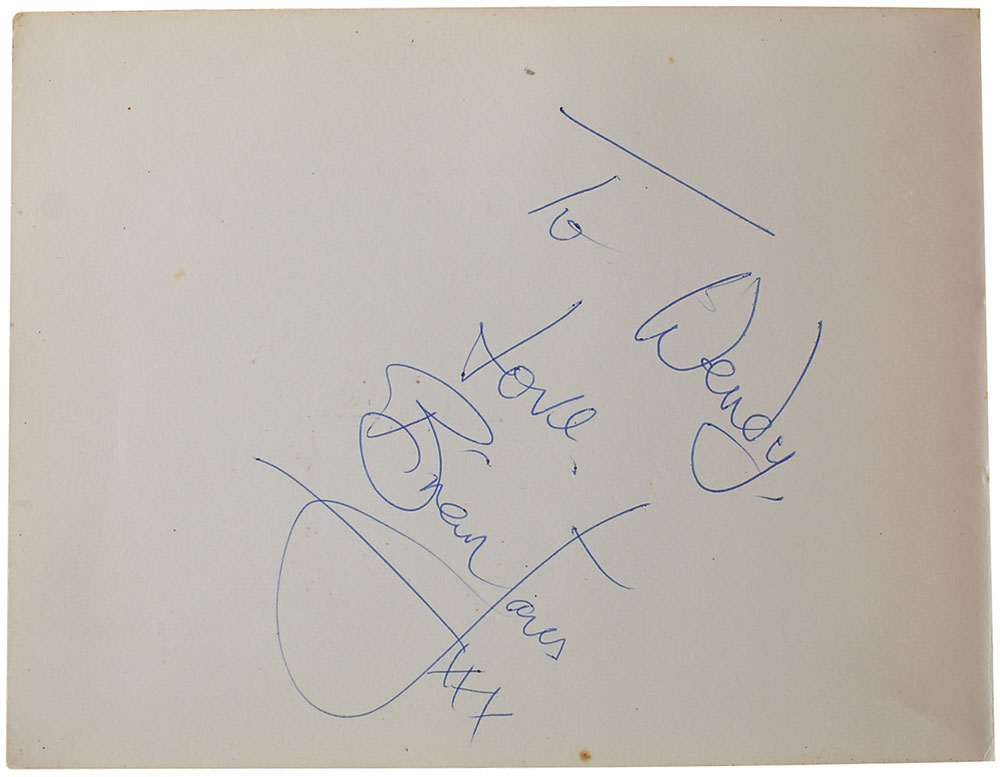 To
Wendy,
Love.
Brian Jones
xxx